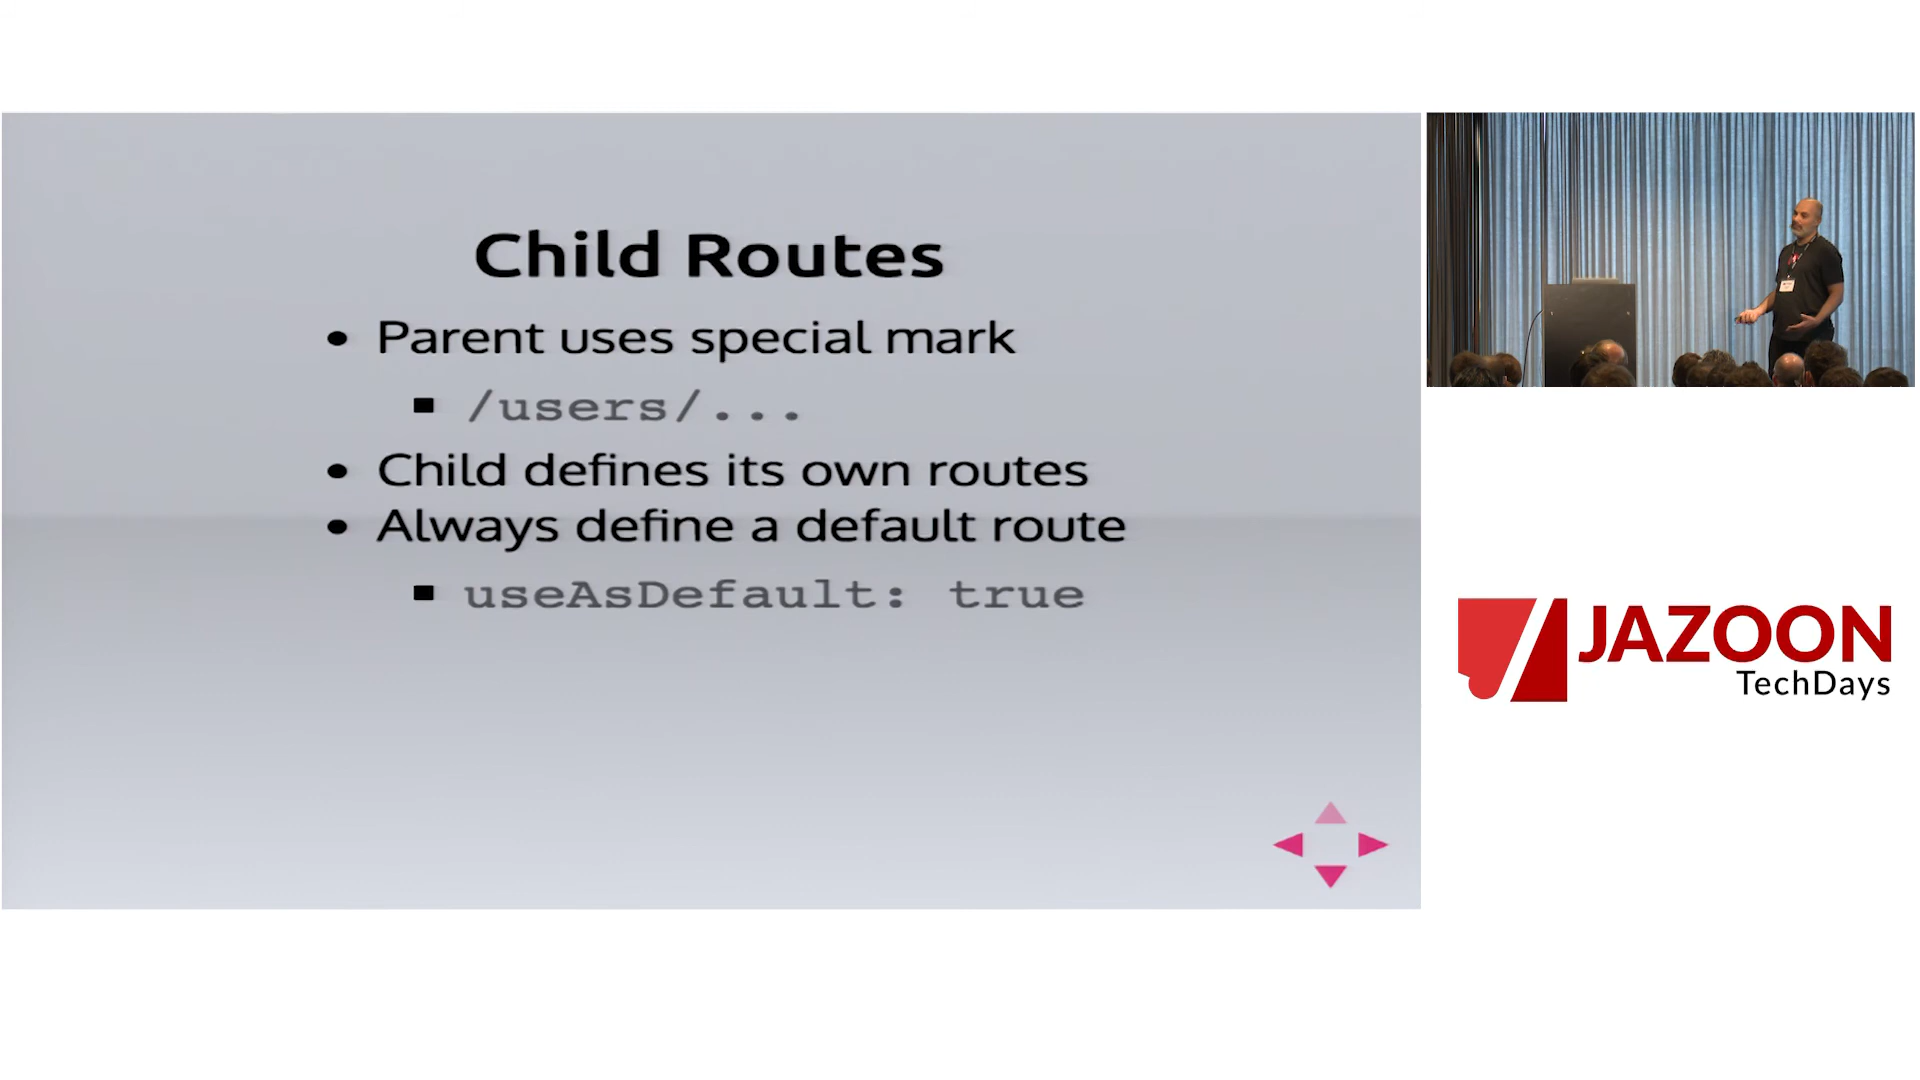 Child Routes
Parent uses special mark
/users/...
Child defines its own routes
Always define a default route
useAsDefault: true
JAZOON
TechDays